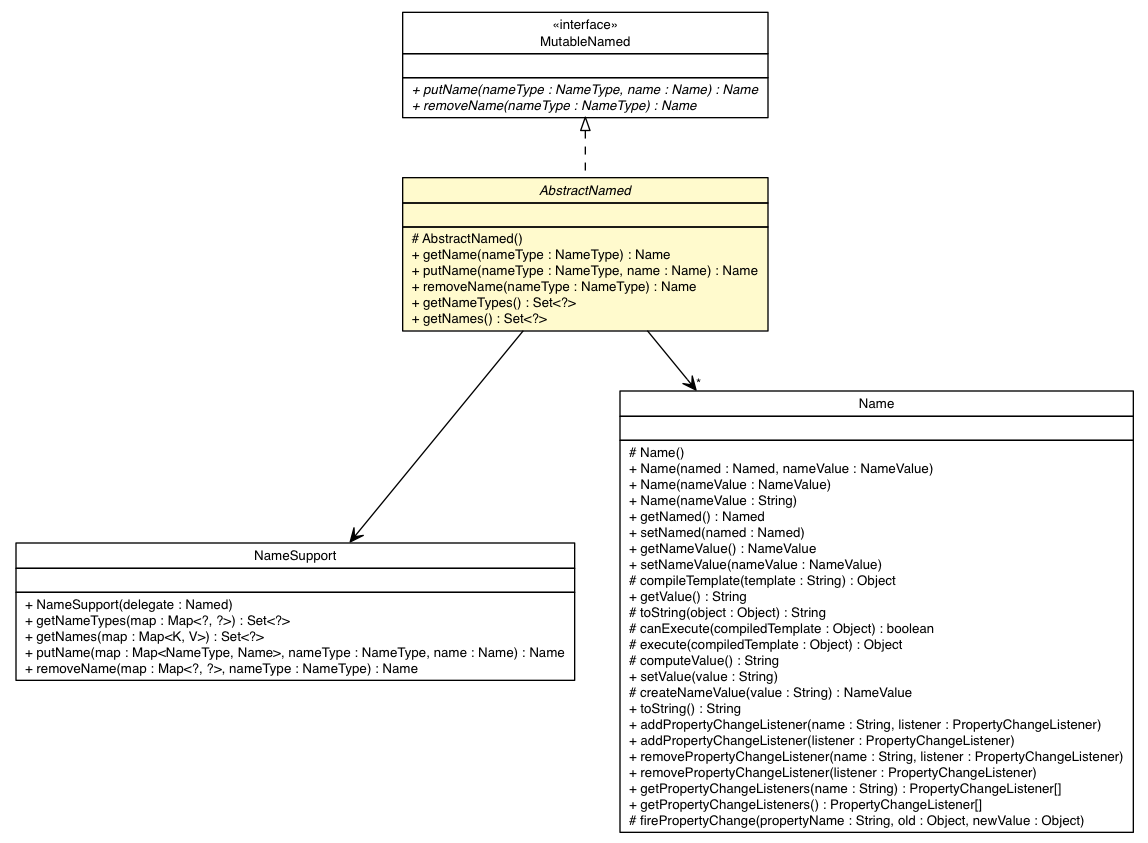 «interface»
MutableNamed
+ putName(nameType : NameType, name : Name) : Name
+ removeName(nameType : NameType) : Name
AbstractNamed
# AbstractNamed()
+ getName(nameType : NameType) : Name
+ putName(nameType : NameType, name : Name) : Name
+ removeName(nameType : NameType) : Name
+ getNameTypes() : Set<?>
+ getNames() : Set<?>
*
Name
# Name()
+ Name(named : Named, nameValue : NameValue)
+ Name(nameValue : NameValue)
+ Name(nameValue : String)
+ getNamed() : Named
+ setNamed(named : Named)
+ getNameValue() : NameValue
+ setNameValue(nameValue : NameValue)
# compileTemplate(template : String) : Object
+ getValue() : String
# toString(object : Object) : String
# canExecute(compiledTemplate : Object) : boolean
# execute(compiledTemplate : Object) : Object
# computeValue() : String
+ setValue(value : String)
# createNameValue(value : String) : NameValue
+ toString() : String
+ addPropertyChangeListener(name : String, listener : PropertyChangeListener)
+ addPropertyChangeListener(listener : PropertyChangeListener)
+ removePropertyChangeListener(name : String, listener : PropertyChangeListener)
+ removePropertyChangeListener(listener : PropertyChangeListener)
+ getPropertyChangeListeners(name : String) : PropertyChangeListener[]
+ getPropertyChangeListeners() : PropertyChangeListener[]
# firePropertyChange(propertyName : String, old : Object, newValue : Object)
NameSupport
+ NameSupport(delegate : Named)
+ getNameTypes(map : Map<?, ?>) : Set<?>
+ getNames(map : Map<K, V>) : Set<?>
+ putName(map : Map<NameType, Name>, nameType : NameType, name : Name) : Name
+ removeName(map : Map<?, ?>, nameType : NameType) : Name